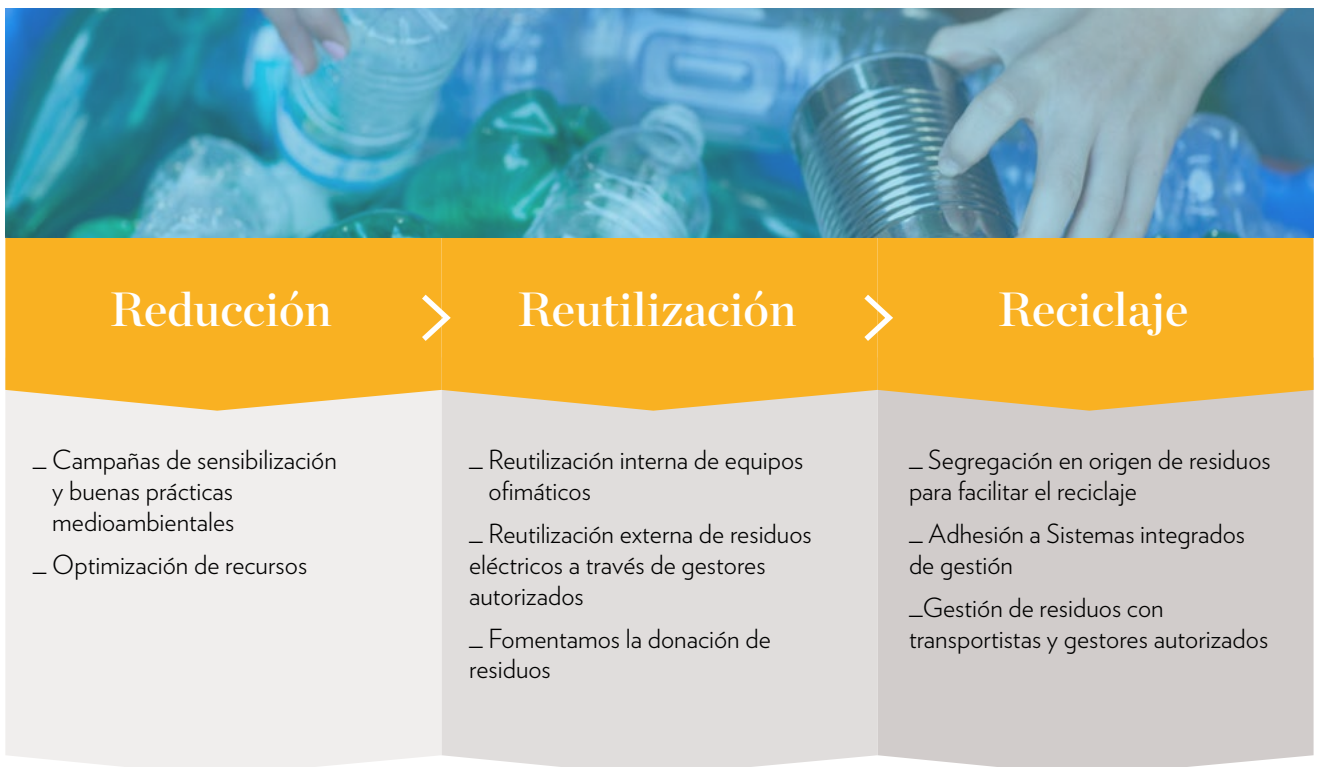 Reducción
_ Campañas de sensibilización
y buenas prácticas
medioambientales
_ Optimización de recursos
Reutilización
_ Reutilización interna de equipos
ofimáticos
_ Reutilización externa de residuos
eléctricos a través de gestores
autorizados
_ Fomentamos la donación de
residuos
Reciclaje
_ Segregación en origen de residuos
para facilitar el reciclaje
_ Adhesión a Sistemas integrados
de gestión
_Gestión de residuos con
transportistas y gestores autorizados